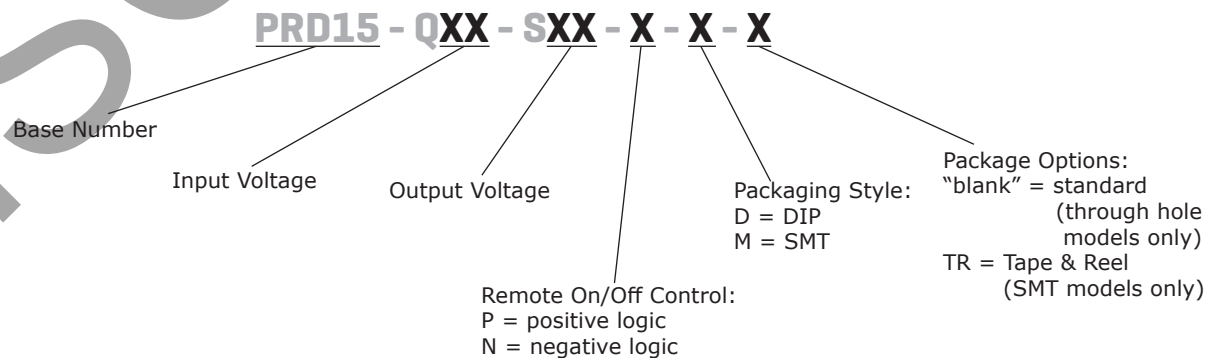 PRD15 - QXX - SXX - X - X - X
Base Number
Input Voltage
Output Voltage
Remote On/Off Control:
P = positive logic
N = negative logic
Packaging Style:
D = DIP
M = SMT
Package Options:
“blank” = standard
(through hole
models only)
TR = Tape & Reel
(SMT models only)